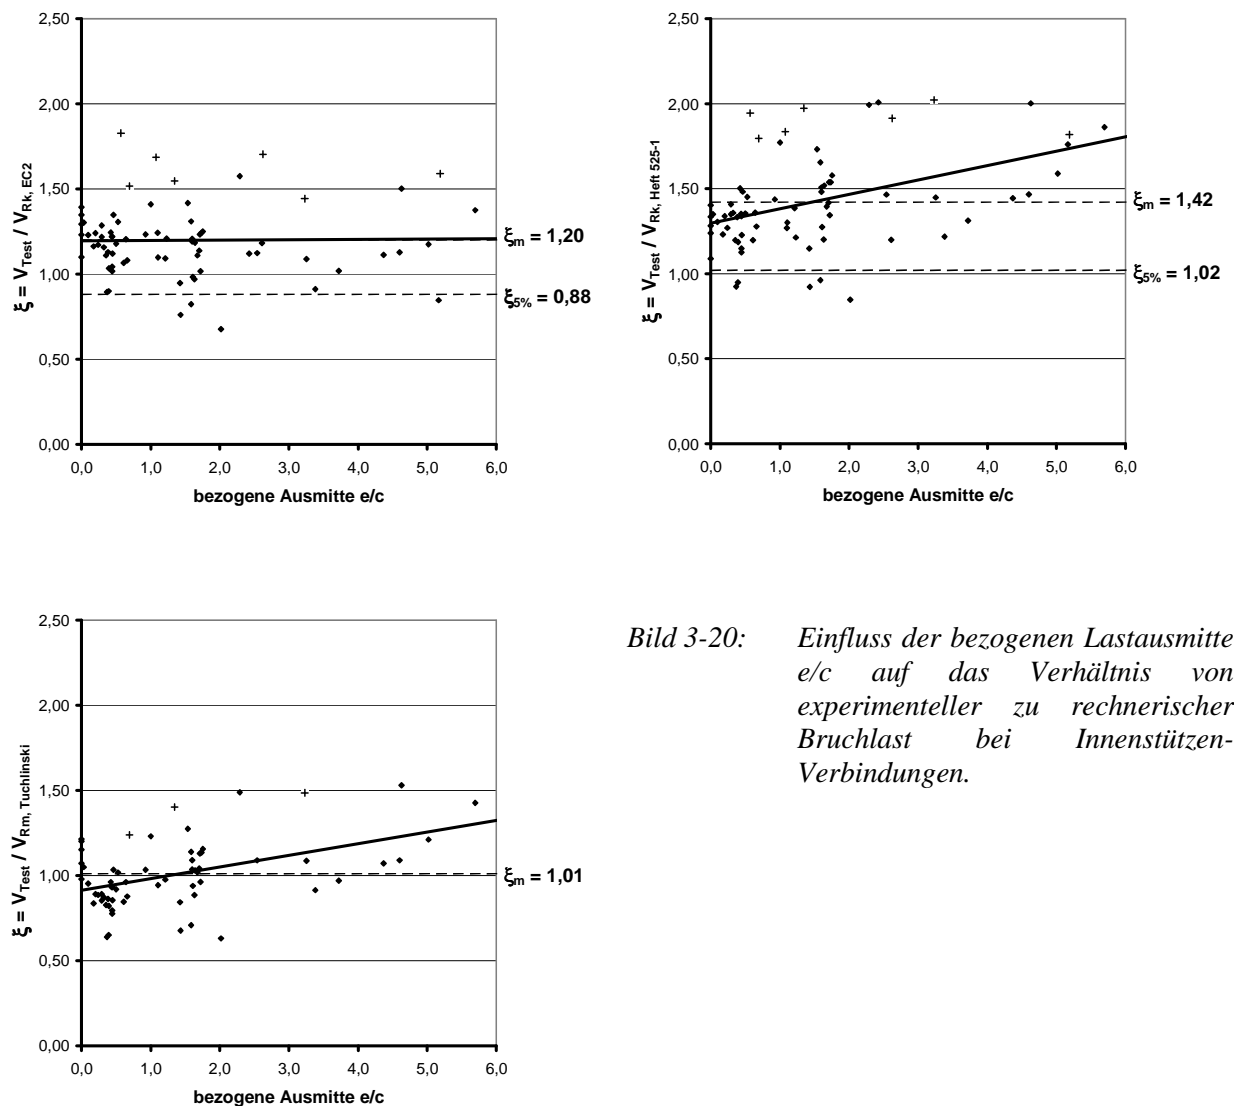 2,50
2,00
1,50
1,00
0,50
0,00
ξ = V_Test / V_Rk, EC2
ξm = 1,20
ξ5% = 0,88
0,0 1,0 2,0 3,0 4,0 5,0 6,0
bezogene Ausmitte e/c
2,50
2,00
1,50
1,00
0,50
0,00
ξ = V_Test / V_Rk, Heft 525-1
ξm = 1,42
ξ5% = 1,02
0,0 1,0 2,0 3,0 4,0 5,0 6,0
bezogene Ausmitte e/c
2,50
2,00
1,50
1,00
0,50
0,00
ξ = V_Test / V_Rm, Tuchlinski
ξm = 1,01
0,0 1,0 2,0 3,0 4,0 5,0 6,0
bezogene Ausmitte e/c
Bild 3-20: Einfluss der bezogenen Lastausmitte
e/c auf das Verhältnis von
experimenteller zu rechnerischer
Bruchlast bei Innenstützen-
Verbindungen.